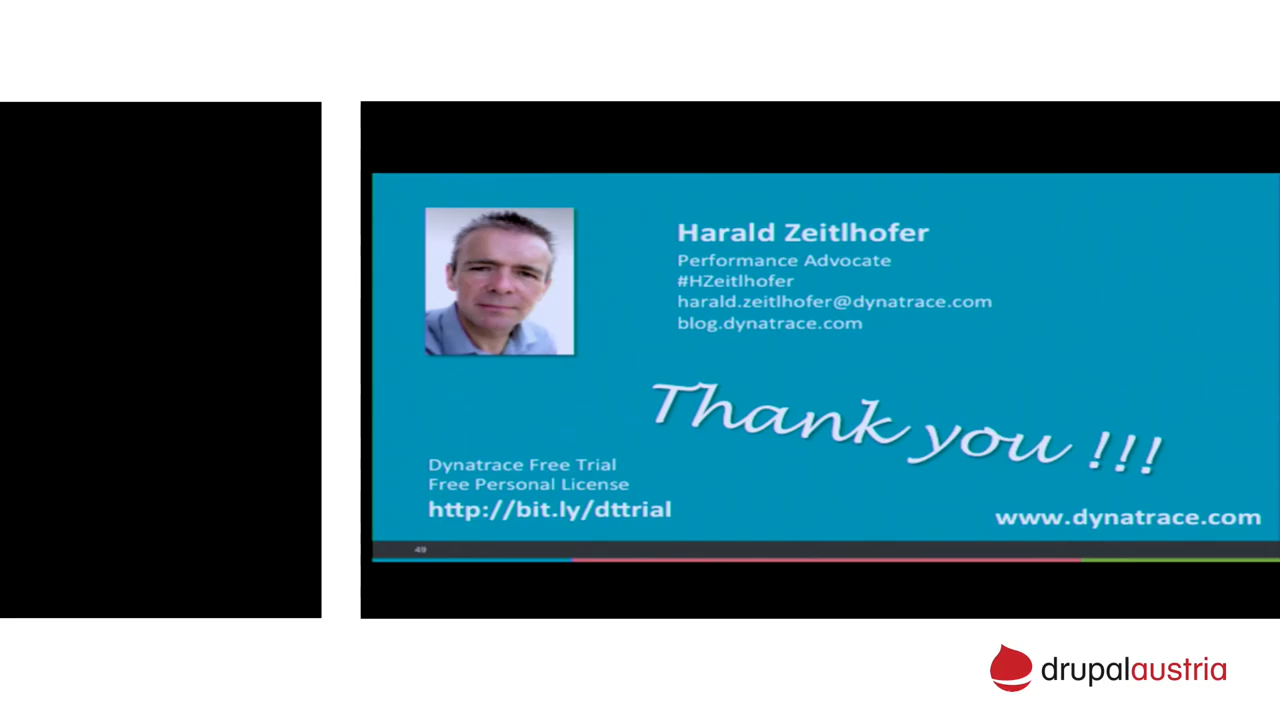 Harald Zeitlhofer
Performance Advocate
#HZeitlhofer
harald.zeitlhofer@dynatrace.com
blog.dynatrace.com
Thank you !!!
Dynatrace Free Trial
Free Personal License
http://bit.ly/dttrial
www.dynatrace.com
49
drupalaustria